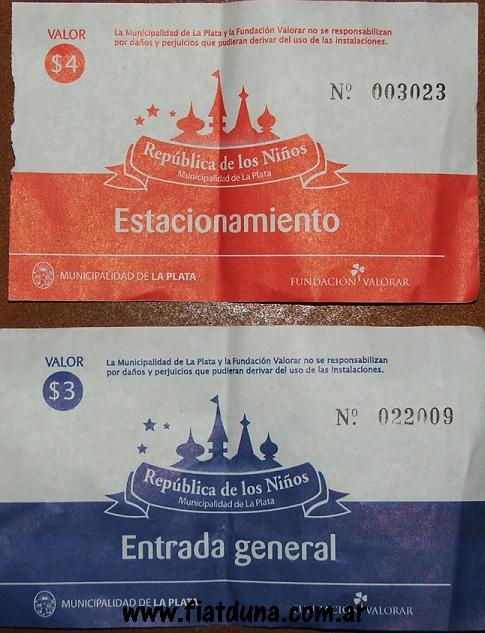 VALOR
$4
La Municipalidad de La Plata y la Fundación Valorar no se responsabilizan
por daños y perjuicios que pudieran derivar del uso de las instalaciones.
Nº 003023
República de los Niños
Municipalidad de La Plata
Estacionamiento
MUNICIPALIDAD DE LA PLATA
FUNDACIÓN VALORAR
VALOR
$3
La Municipalidad de La Plata y la Fundación Valorar no se responsabilizan
por daños y perjuicios que pudieran derivar del uso de las instalaciones.
Nº 022009
República de los Niños
Municipalidad de La Plata
Entrada general
MUNICIPALIDAD DE LA PLATA
FUNDACIÓN VALORAR
www.fiatduna.com.ar